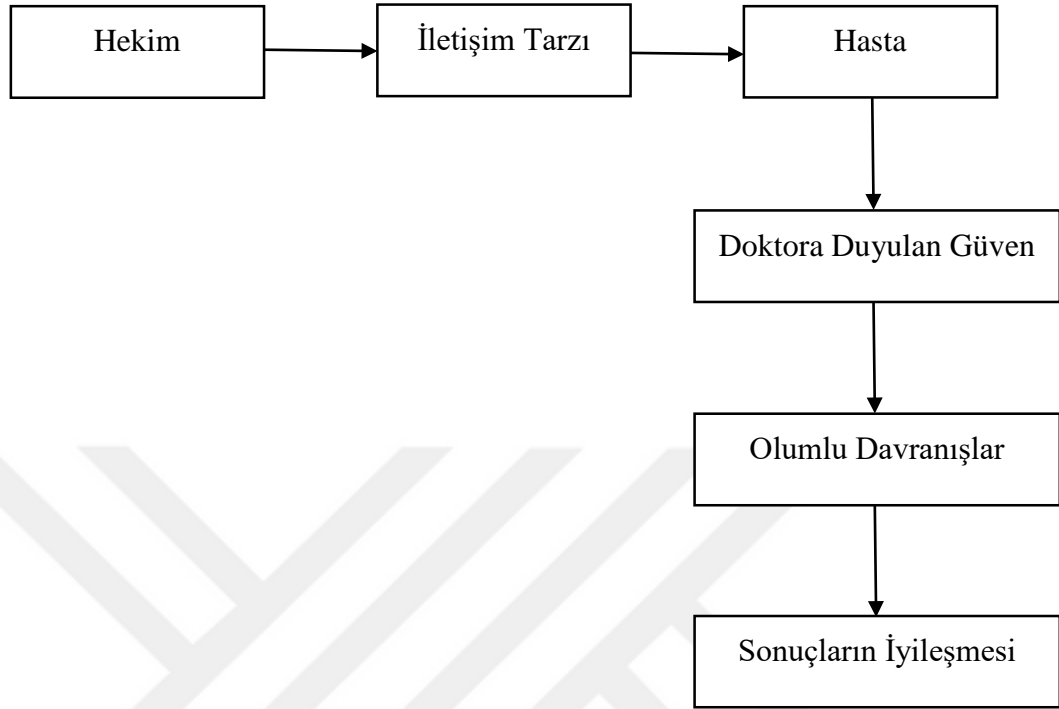 Hekim
İletişim Tarzı
Hasta
Doktora Duyulan Güven
Olumlu Davranışlar
Sonuçların İyileşmesi